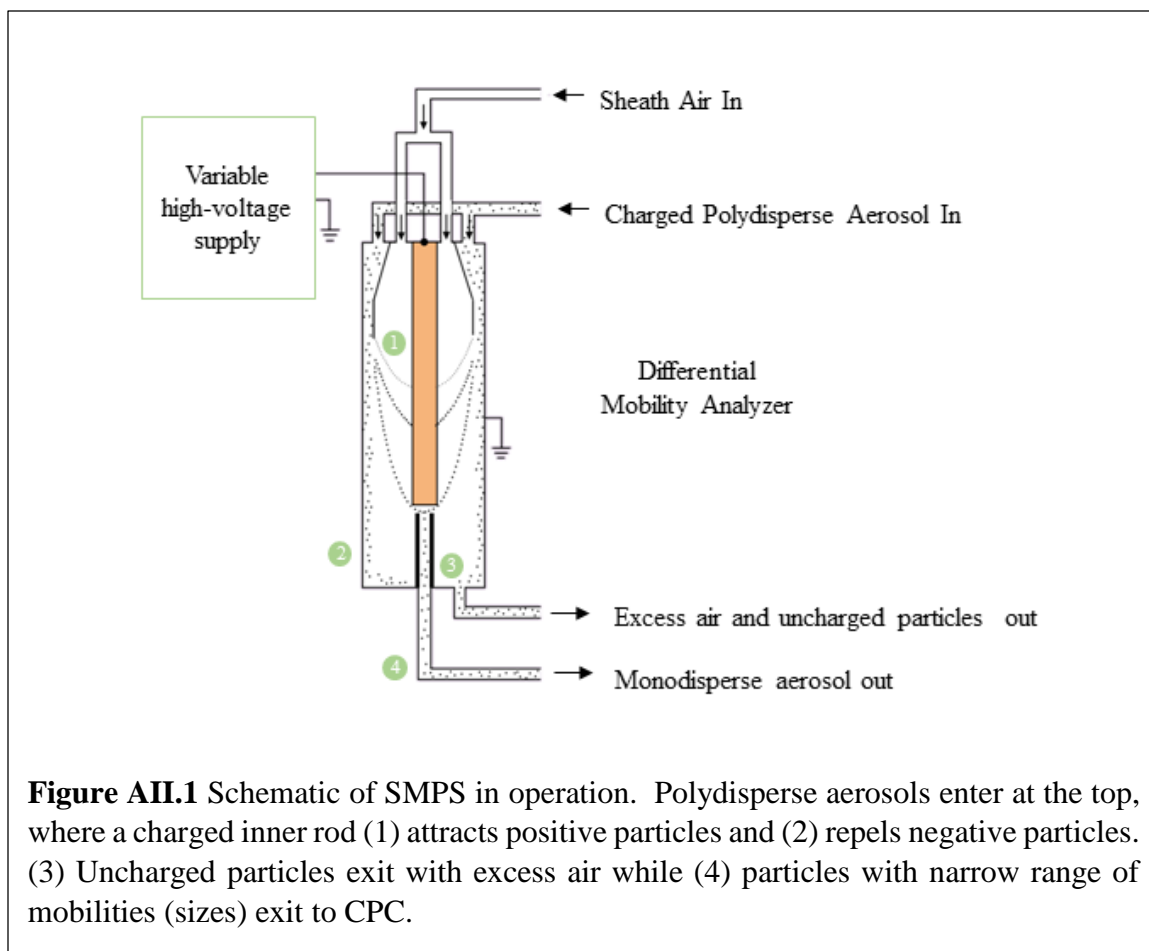 Sheath Air In
Variable
high-voltage
supply
Charged Polydisperse Aerosol In
1
Differential
Mobility Analyzer
2
3
Excess air and uncharged particles out
4
Monodisperse aerosol out
Figure AII.1 Schematic of SMPS in operation. Polydisperse aerosols enter at the top,
where a charged inner rod (1) attracts positive particles and (2) repels negative particles.
(3) Uncharged particles exit with excess air while (4) particles with narrow range of
mobilities (sizes) exit to CPC.